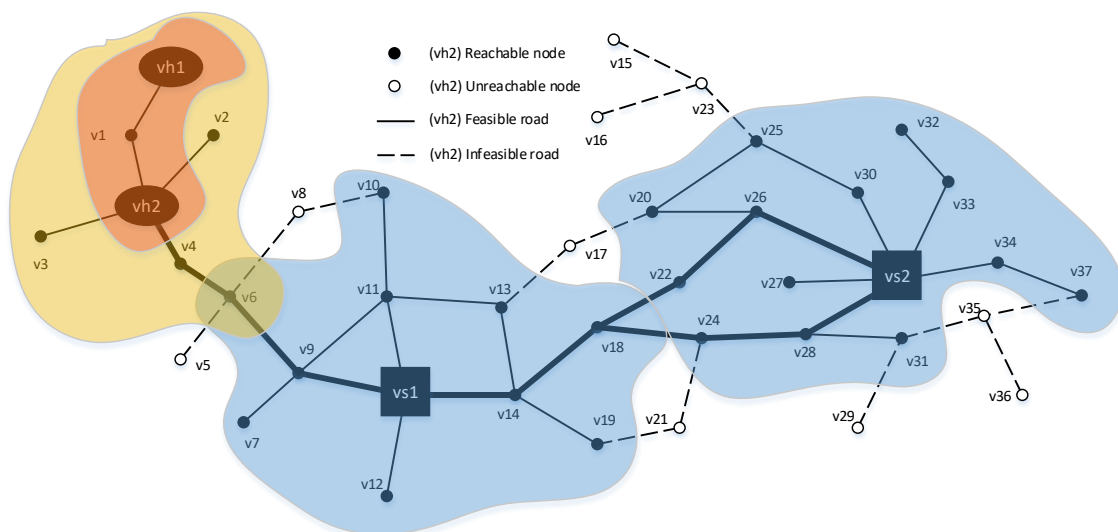 v15
(vh2) Reachable node
vh1
(vh2) Unreachable node
v23
v2
v16
(vh2) Feasible road
v32
v1
v25
(vh2) Infeasible road
v8
v10
v30
v20
v26
v33
vh2
v4
v3
v17
v34
v22
v27
vs2
v37
v6
v11
v13
v35
v24
v18
v28
v31
v9
v5
vs1
v14
v36
v7
v19
v21
v29
v12